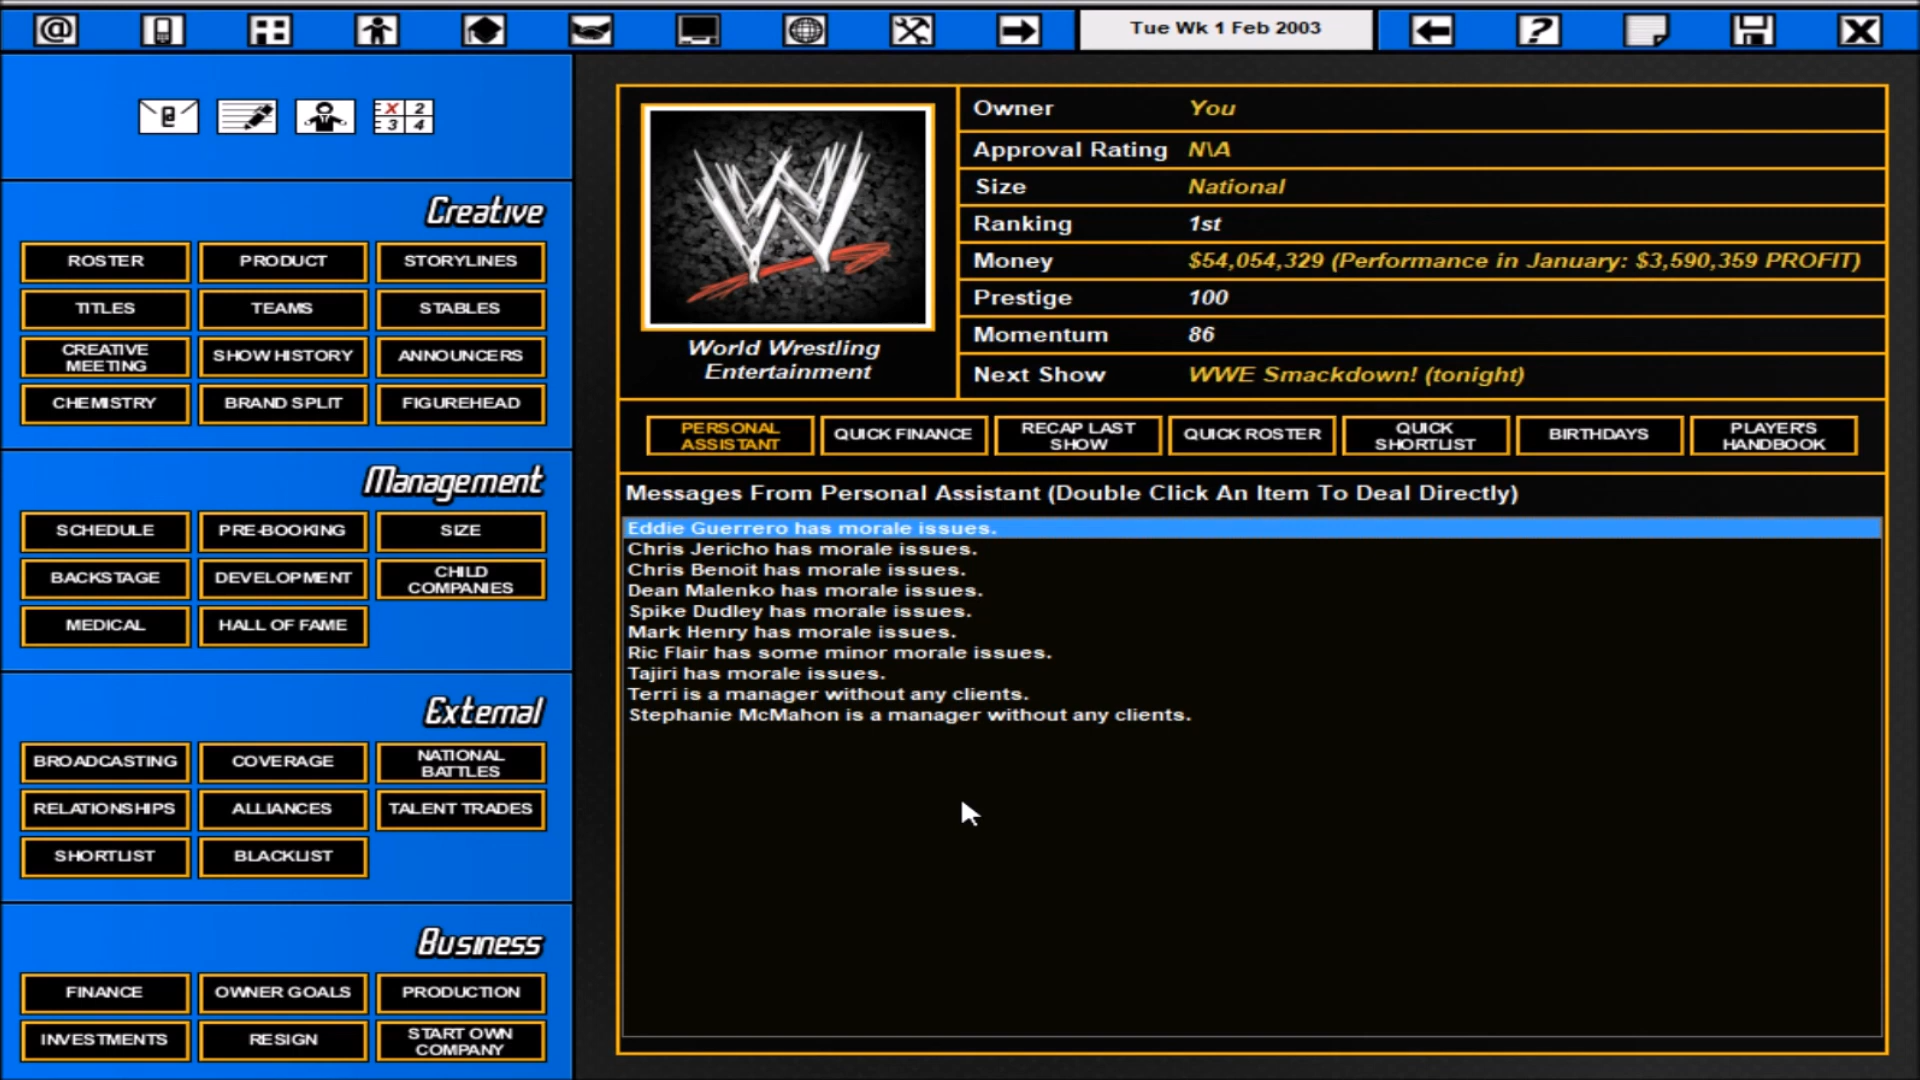 Tue Wk 1 Feb 2003
Creative
ROSTER
PRODUCT
STORYLINES
TITLES
TEAMS
STABLES
CREATIVE
MEETING
SHOW HISTORY
ANNOUNCERS
CHEMISTRY
BRAND SPLIT
FIGUREHEAD
Management
SCHEDULE
PRE-BOOKING
SIZE
BACKSTAGE
DEVELOPMENT
CHILD
COMPANIES
MEDICAL
HALL OF FAME
External
BROADCASTING
COVERAGE
NATIONAL
BATTLES
RELATIONSHIPS
ALLIANCES
TALENT TRADES
SHORTLIST
BLACKLIST
Business
FINANCE
OWNER GOALS
PRODUCTION
INVESTMENTS
RESIGN
START OWN
COMPANY
World Wrestling
Entertainment
Owner You
Approval Rating N\A
Size National
Ranking 1st
Money $54,054,329 (Performance in January: $3,590,359 PROFIT)
Prestige 100
Momentum 86
Next Show WWE Smackdown! (tonight)
PERSONAL
ASSISTANT
QUICK FINANCE
RECAP LAST
SHOW
QUICK ROSTER
QUICK
SHORTLIST
BIRTHDAYS
PLAYER'S
HANDBOOK
Messages From Personal Assistant (Double Click An Item To Deal Directly)
Eddie Guerrero has morale issues.
Chris Jericho has morale issues.
Chris Benoit has morale issues.
Dean Malenko has morale issues.
Spike Dudley has morale issues.
Mark Henry has morale issues.
Ric Flair has some minor morale issues.
Tajiri has morale issues.
Terri is a manager without any clients.
Stephanie McMahon is a manager without any clients.